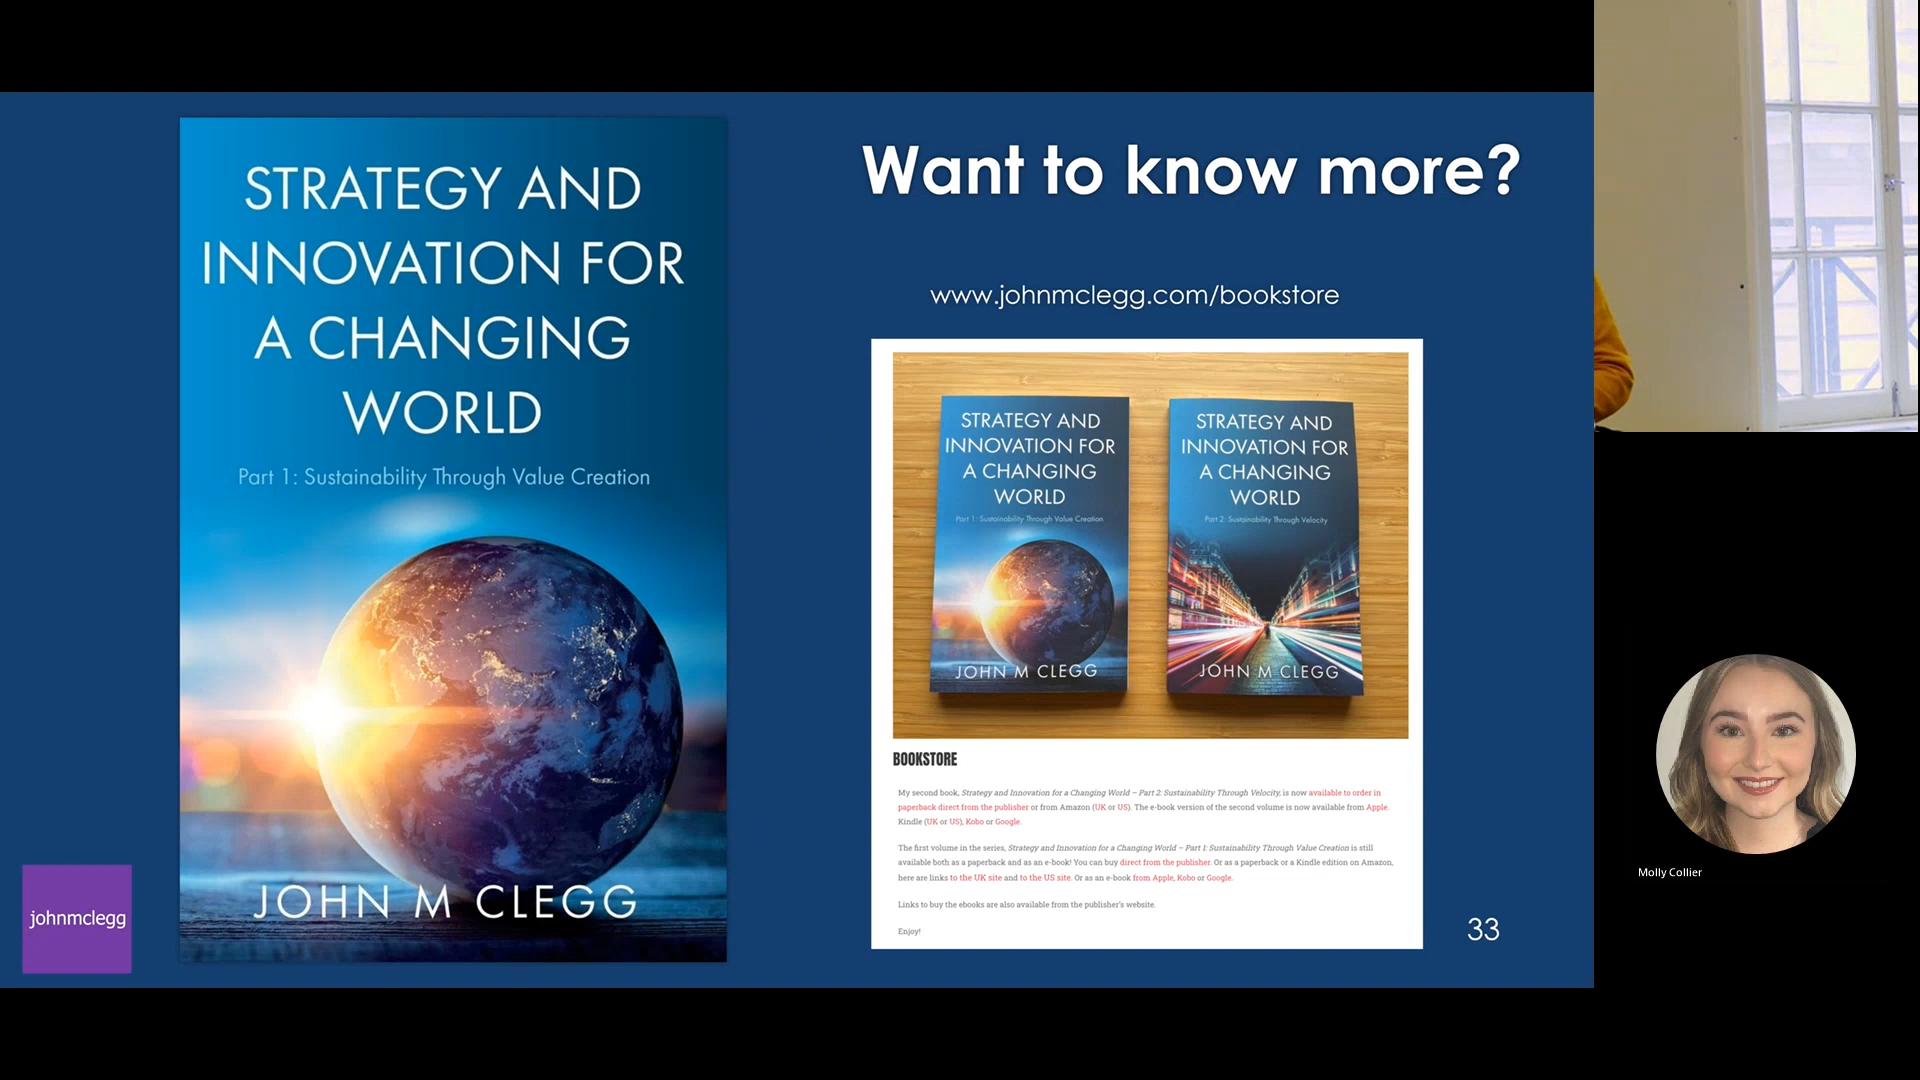 STRATEGY AND
INNOVATION FOR
A CHANGING
WORLD
Part 1: Sustainability Through Value Creation
JOHN M CLEGG
johnmclegg
Want to know more?
www.johnmclegg.com/bookstore
STRATEGY AND
INNOVATION FOR
A CHANGING
WORLD
Part 1: Sustainability Through Value Creation
JOHN M CLEGG
STRATEGY AND
INNOVATION FOR
A CHANGING
WORLD
Part 2: Sustainability Through Velocity
JOHN M CLEGG
BOOKSTORE
My second book, Strategy and Innovation for a Changing World – Part 2: Sustainability Through Velocity, is now available to order in
paperback direct from the publisher or from Amazon (UK or US). The e-book version of the second volume is now available from Apple,
Kindle (UK or US), Kobo or Google.
The first volume in the series, Strategy and Innovation for a Changing World – Part 1: Sustainability Through Value Creation is still
available both as a paperback and as an e-book! You can buy direct from the publisher. Or as a paperback or a Kindle edition on Amazon,
here are links to the UK site and to the US site. Or as an e-book from Apple, Kobo or Google.
Links to buy the ebooks are also available from the publisher's website.
Enjoy!
33
Molly Collier